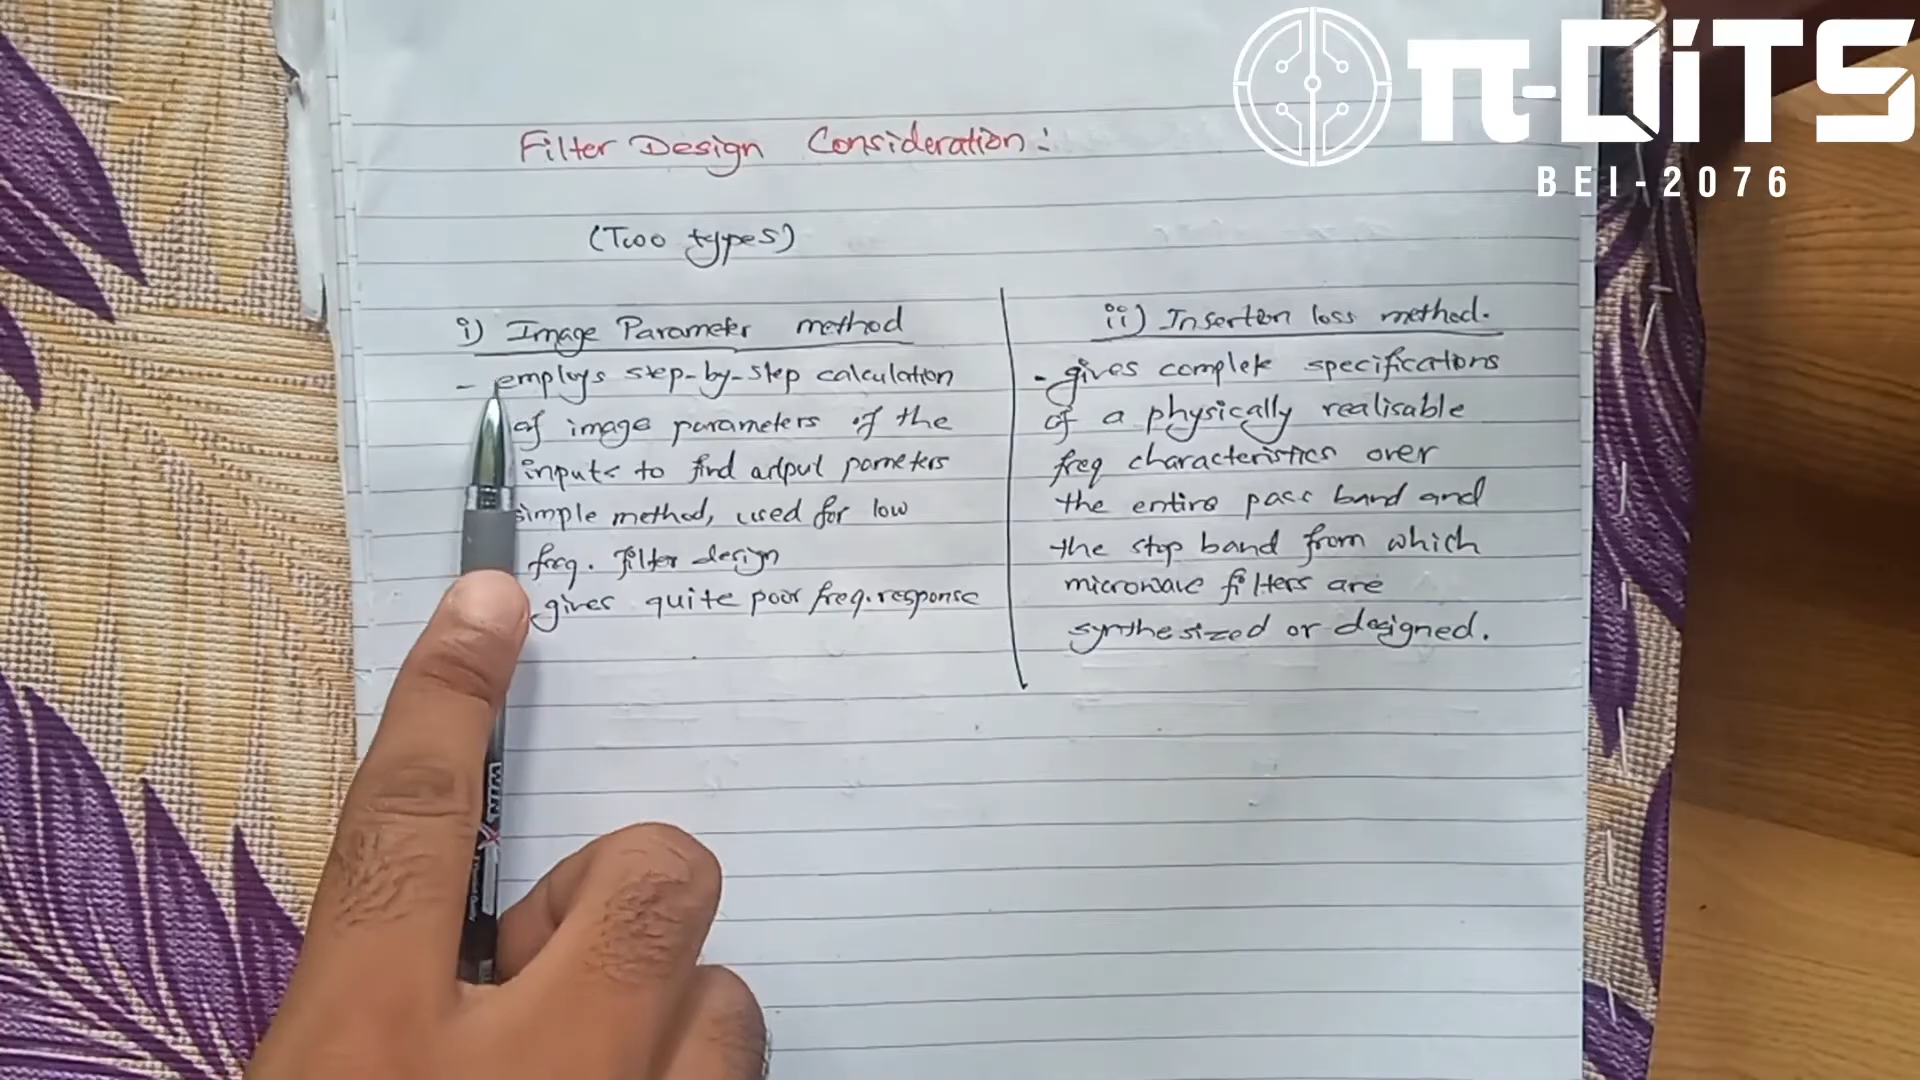 π-BiTS
BEI-2076
Filter Design Consideration:
(Two types)
i) Image Parameter method
- employs step-by-step calculation
of image parameters of the
inputs to find output pameters
simple method, used for low
freq. filter design
gives quite poor freq. response
ii) Insertion loss method.
- gives complete specifications
of a physically realisable
freq characteristics over
the entire pass band and
the stop band from which
microwave filters are
synthesized or designed.
WIN